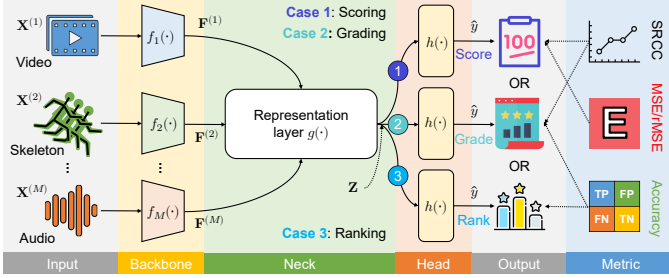 X^(1)
Video
X^(2)
Skeleton
...
X^(M)
Audio
f_1(·)
f_2(·)
...
f_M(·)
F^(1)
F^(2)
F^(M)
Representation
layer g(·)
Z
Case 1: Scoring
Case 2: Grading
Case 3: Ranking
1
2
3
h(·)
h(·)
h(·)
ŷ
Score
ŷ
Grade
ŷ
Rank
100
OR
OR
SRCC
E
MSE/rMSE
TP FP
FN TN
Accuracy
Input
Backbone
Neck
Head
Output
Metric